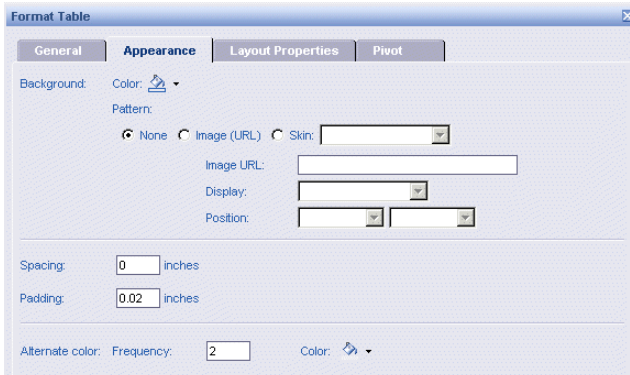 Format Table
General Appearance Layout Properties Pivot
Background: Color:
Pattern:
None Image (URL) Skin:
Image URL:
Display:
Position:
Spacing: 0 inches
Padding: 0.02 inches
Alternate color: Frequency: 2 Color: